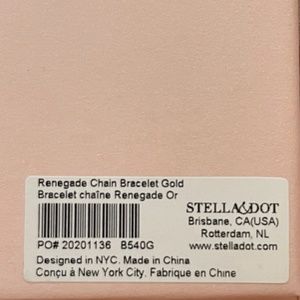 Renegade Chain Bracelet Gold
Bracelet chaîne Renegade Or
STELLA&DOT
Brisbane, CA(USA)
Rotterdam, NL
PO# 20201136 B540G
www.stelladot.com
Designed in NYC. Made in China
Conçu à New York City. Fabrique en Chine